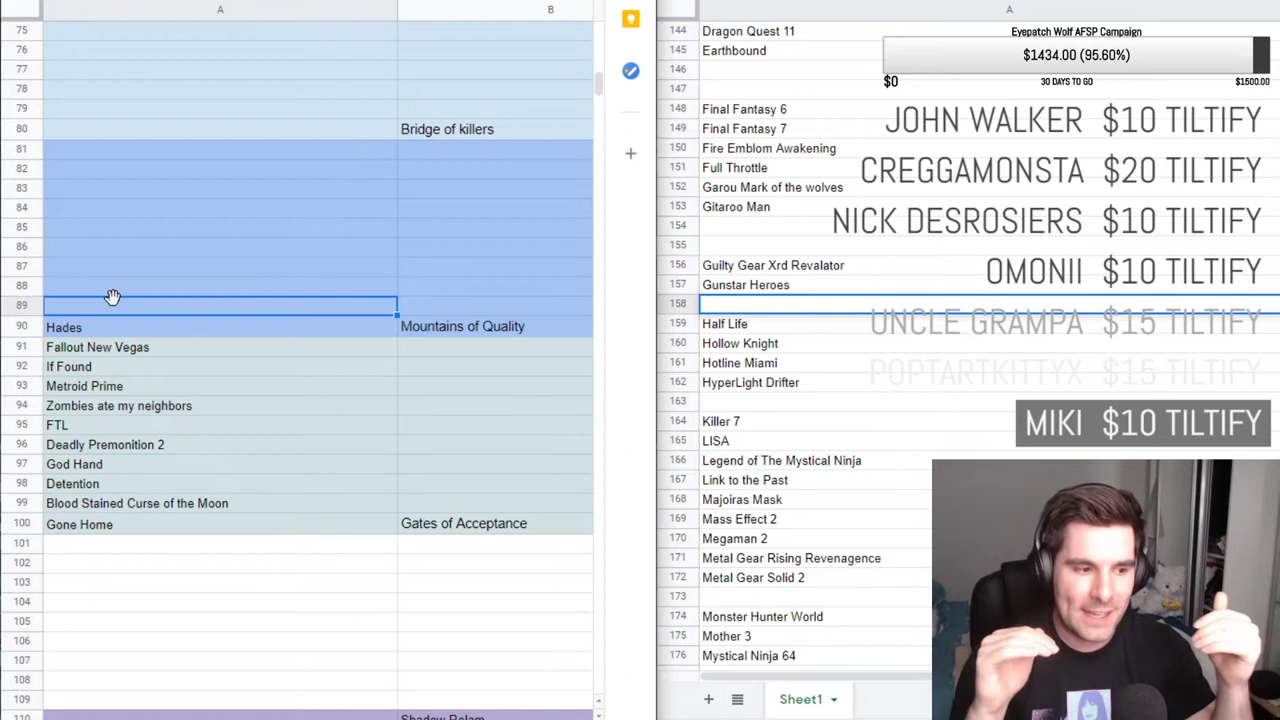 A
B
75
76
77
78
79
80 Bridge of killers
81
82
83
84
85
86
87
88
89
90 Hades Mountains of Quality
91 Fallout New Vegas
92 If Found
93 Metroid Prime
94 Zombies ate my neighbors
95 FTL
96 Deadly Premonition 2
97 God Hand
98 Detention
99 Blood Stained Curse of the Moon
100 Gone Home Gates of Acceptance
101
102
103
104
105
106
107
108
109
110 Shadow Relam
A
144 Dragon Quest 11
145 Earthbound
146
147
148 Final Fantasy 6
149 Final Fantasy 7
150 Fire Emblom Awakening
151 Full Throttle
152 Garou Mark of the wolves
153 Gitaroo Man
154
155
156 Guilty Gear Xrd Revalator
157 Gunstar Heroes
158
159 Half Life
160 Hollow Knight
161 Hotline Miami
162 HyperLight Drifter
163
164 Killer 7
165 LISA
166 Legend of The Mystical Ninja
167 Link to the Past
168 Majoiras Mask
169 Mass Effect 2
170 Megaman 2
171 Metal Gear Rising Revenagence
172 Metal Gear Solid 2
173
174 Monster Hunter World
175 Mother 3
176 Mystical Ninja 64
Sheet1
Eyepatch Wolf AFSP Campaign
$1434.00 (95.60%)
$0 30 DAYS TO GO $1500.00
JOHN WALKER $10 TILTIFY
CREGGAMONSTA $20 TILTIFY
NICK DESROSIERS $10 TILTIFY
OMONII $10 TILTIFY
UNCLE GRAMPA $15 TILTIFY
POPTARTKITTYX $15 TILTIFY
MIKI $10 TILTIFY